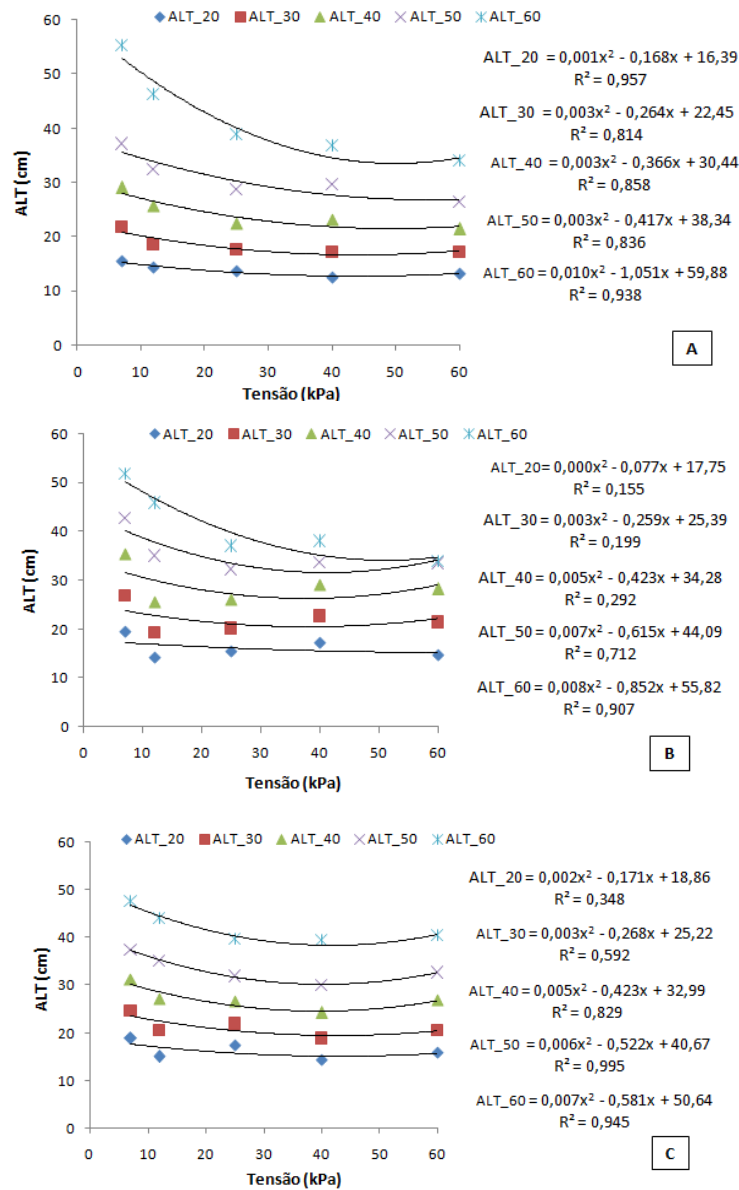 ALT_20 ALT_30 ALT_40 ALT_50 ALT_60
60
50
40
30
20
10
0
ALT (cm)
0 10 20 30 40 50 60
Tensão (kPa)
ALT_20 = 0,001x² - 0,168x + 16,39
R² = 0,957
ALT_30 = 0,003x² - 0,264x + 22,45
R² = 0,814
ALT_40 = 0,003x² - 0,366x + 30,44
R² = 0,858
ALT_50 = 0,003x² - 0,417x + 38,34
R² = 0,836
ALT_60 = 0,010x² - 1,051x + 59,88
R² = 0,938
A
ALT_20 ALT_30 ALT_40 ALT_50 ALT_60
60
50
40
30
20
10
0
ALT (cm)
0 10 20 30 40 50 60
Tensão (kPa)
ALT_20= 0,000x² - 0,077x + 17,75
R² = 0,155
ALT_30 = 0,003x² - 0,259x + 25,39
R² = 0,199
ALT_40 = 0,005x² - 0,423x + 34,28
R² = 0,292
ALT_50 = 0,007x² - 0,615x + 44,09
R² = 0,712
ALT_60 = 0,008x² - 0,852x + 55,82
R² = 0,907
B
ALT_20 ALT_30 ALT_40 ALT_50 ALT_60
60
50
40
30
20
10
0
ALT (cm)
0 10 20 30 40 50 60
Tensão (kPa)
ALT_20 = 0,002x² - 0,171x + 18,86
R² = 0,348
ALT_30 = 0,003x² - 0,268x + 25,22
R² = 0,592
ALT_40 = 0,005x² - 0,423x + 32,99
R² = 0,829
ALT_50 = 0,006x² - 0,522x + 40,67
R² = 0,995
ALT_60 = 0,007x² - 0,581x + 50,64
R² = 0,945
C